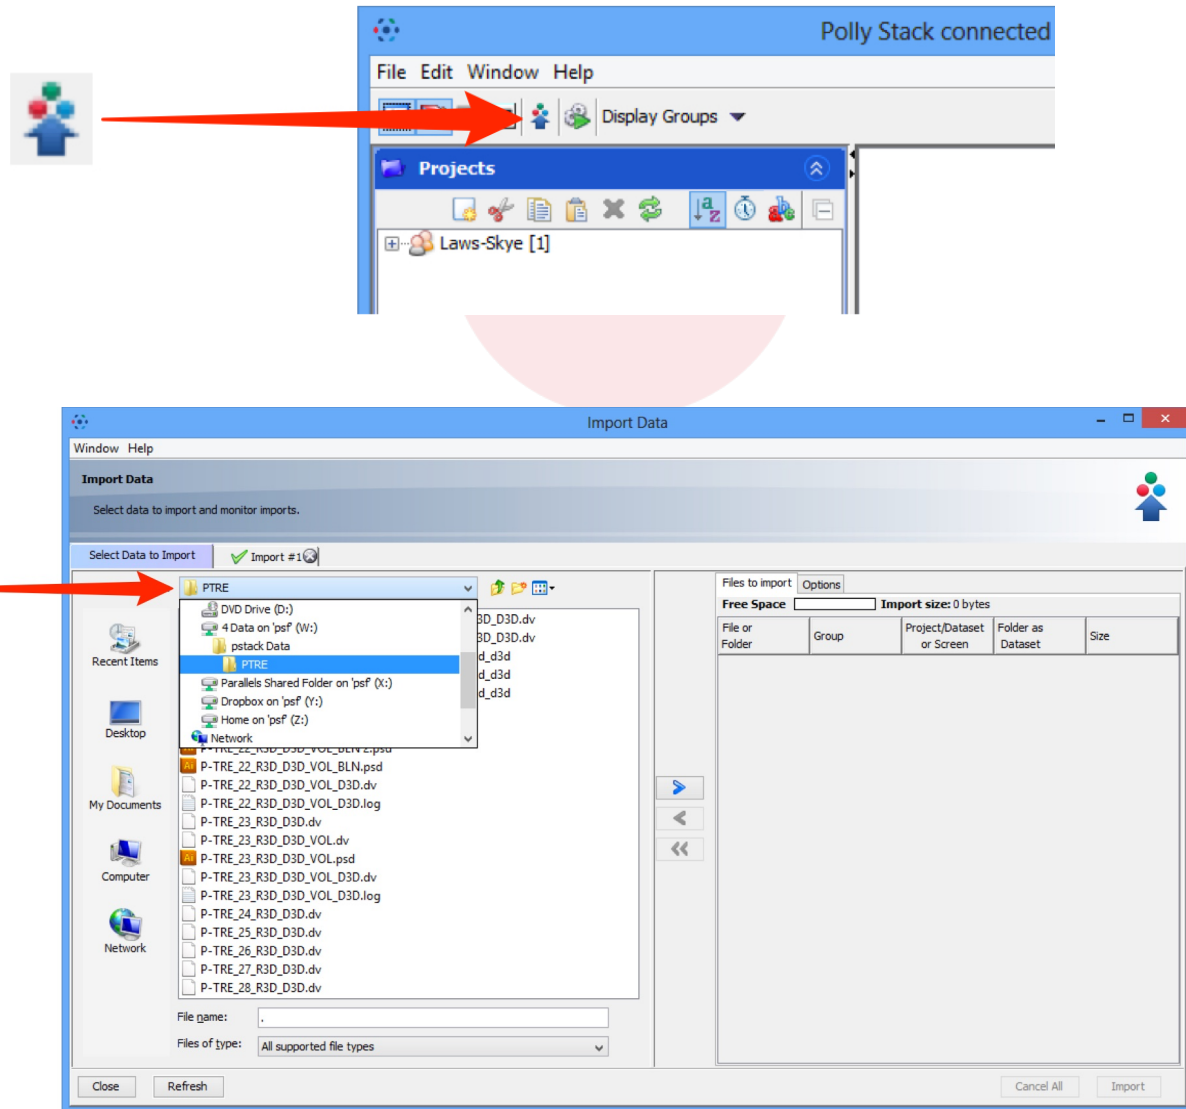 Polly Stack connected
File Edit Window Help
Display Groups
Projects
Laws-Skye [1]
Import Data
Window Help
Import Data
Select data to import and monitor imports.
Select Data to Import
Import #1
PTRE
DVD Drive (D:)
4 Data on 'psf' (W:)
pstack Data
PTRE
Parallels Shared Folder on 'psf' (X:)
Dropbox on 'psf' (Y:)
Home on 'psf' (Z:)
Network
3D_D3D.dv
3D_D3D.dv
d_d3d
d_d3d
d_d3d
P-TRE_22_R3D_D3D_VOL_BLN 2.psd
P-TRE_22_R3D_D3D_VOL_BLN.psd
P-TRE_22_R3D_D3D_VOL_D3D.dv
P-TRE_22_R3D_D3D_VOL_D3D.log
P-TRE_23_R3D_D3D.dv
P-TRE_23_R3D_D3D_VOL.dv
P-TRE_23_R3D_D3D_VOL.psd
P-TRE_23_R3D_D3D_VOL_D3D.dv
P-TRE_23_R3D_D3D_VOL_D3D.log
P-TRE_24_R3D_D3D.dv
P-TRE_25_R3D_D3D.dv
P-TRE_26_R3D_D3D.dv
P-TRE_27_R3D_D3D.dv
P-TRE_28_R3D_D3D.dv
Recent Items
Desktop
My Documents
Computer
Network
File name: .
Files of type: All supported file types
Files to import Options
Free Space Import size: 0 bytes
File or Folder
Group
Project/Dataset or Screen
Folder as Dataset
Size
Close Refresh
Cancel All Import